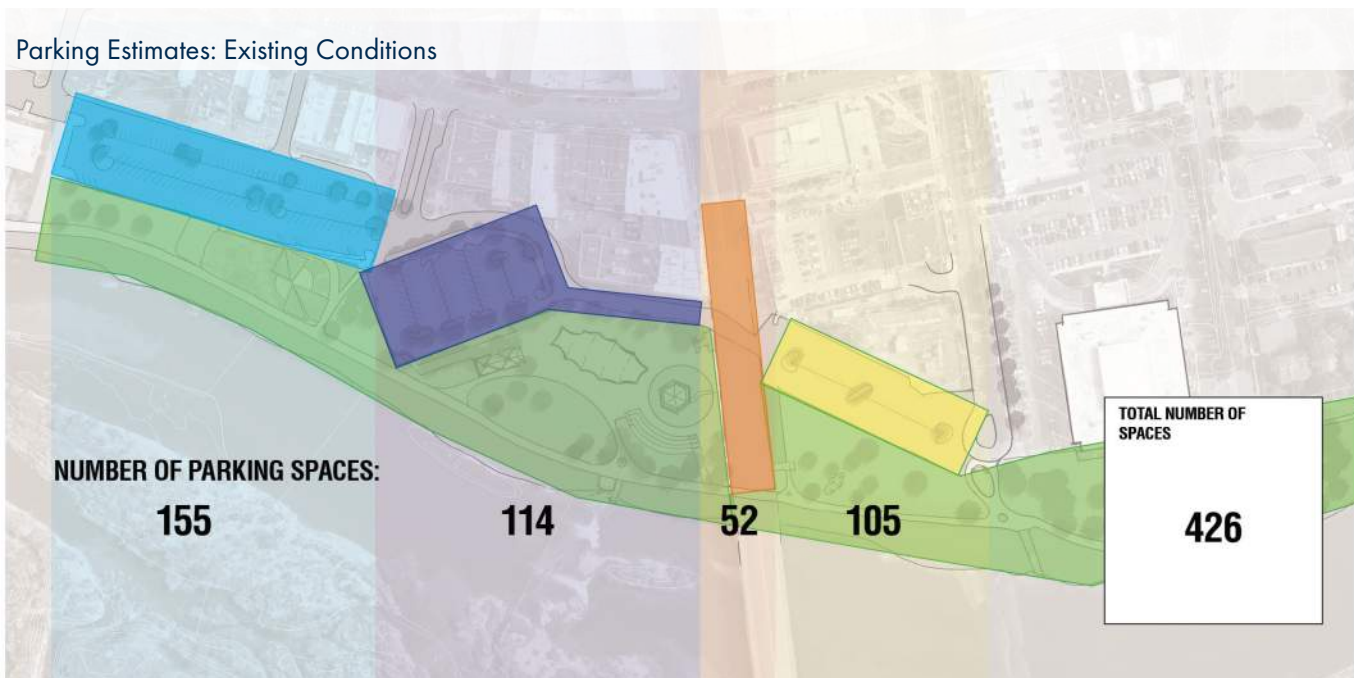 Parking Estimates: Existing Conditions
NUMBER OF PARKING SPACES:
155
114
52
105
TOTAL NUMBER OF
SPACES
426